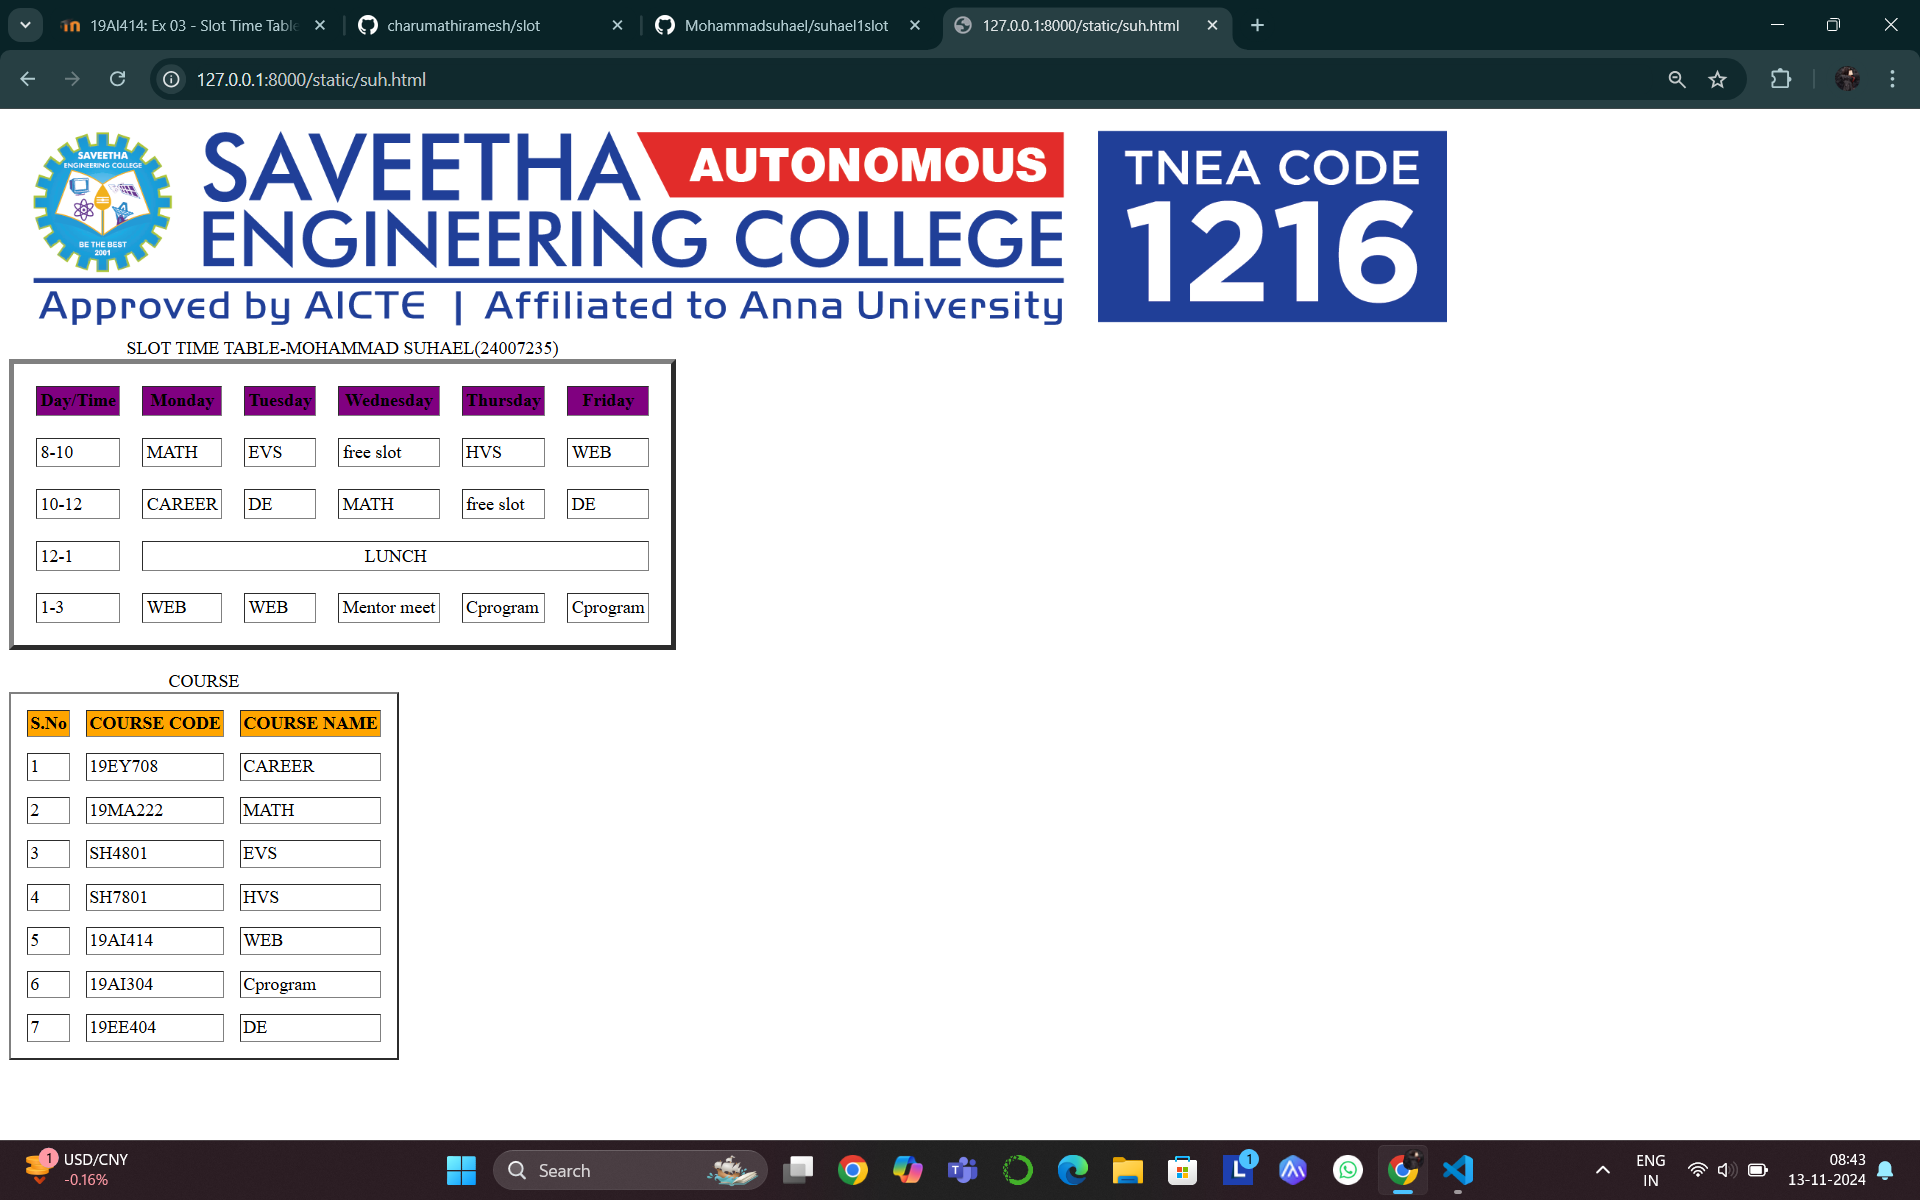 19AI414: Ex 03 - Slot Time Table
charumathiramesh/slot
Mohammadsuhael/suhael1slot
127.0.0.1:8000/static/suh.html
127.0.0.1:8000/static/suh.html
SAVEETHA
ENGINEERING COLLEGE
BE THE BEST
2001
SAVEETHA AUTONOMOUS
ENGINEERING COLLEGE
Approved by AICTE | Affiliated to Anna University
TNEA CODE
1216
SLOT TIME TABLE-MOHAMMAD SUHAEL(24007235)
Day/Time Monday Tuesday Wednesday Thursday Friday
8-10 MATH EVS free slot HVS WEB
10-12 CAREER DE MATH free slot DE
12-1 LUNCH
1-3 WEB WEB Mentor meet Cprogram Cprogram
COURSE
S.No COURSE CODE COURSE NAME
1 19EY708 CAREER
2 19MA222 MATH
3 SH4801 EVS
4 SH7801 HVS
5 19AI414 WEB
6 19AI304 Cprogram
7 19EE404 DE
1 USD/CNY
-0.16%
Search
L 1
ENG
IN
08:43
13-11-2024